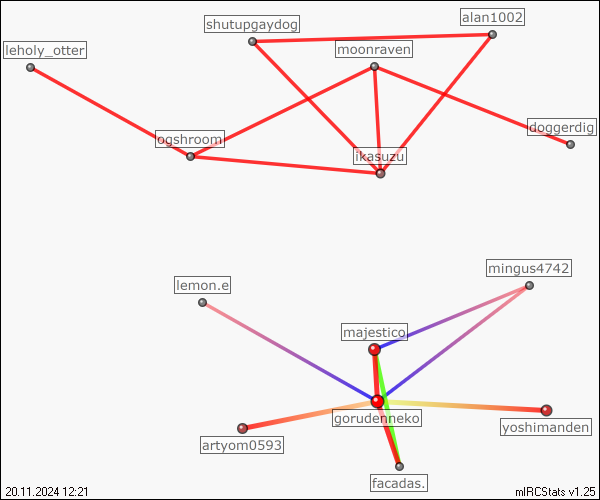 alan1002
shutupgaydog
leholy_otter
moonraven
doggerdig
ogshroom
ikasuzu
mingus4742
lemon.e
majestico
gorudenneko
yoshimanden
artyom0593
facadas.
20.11.2024 12:21
mIRCStats v1.25